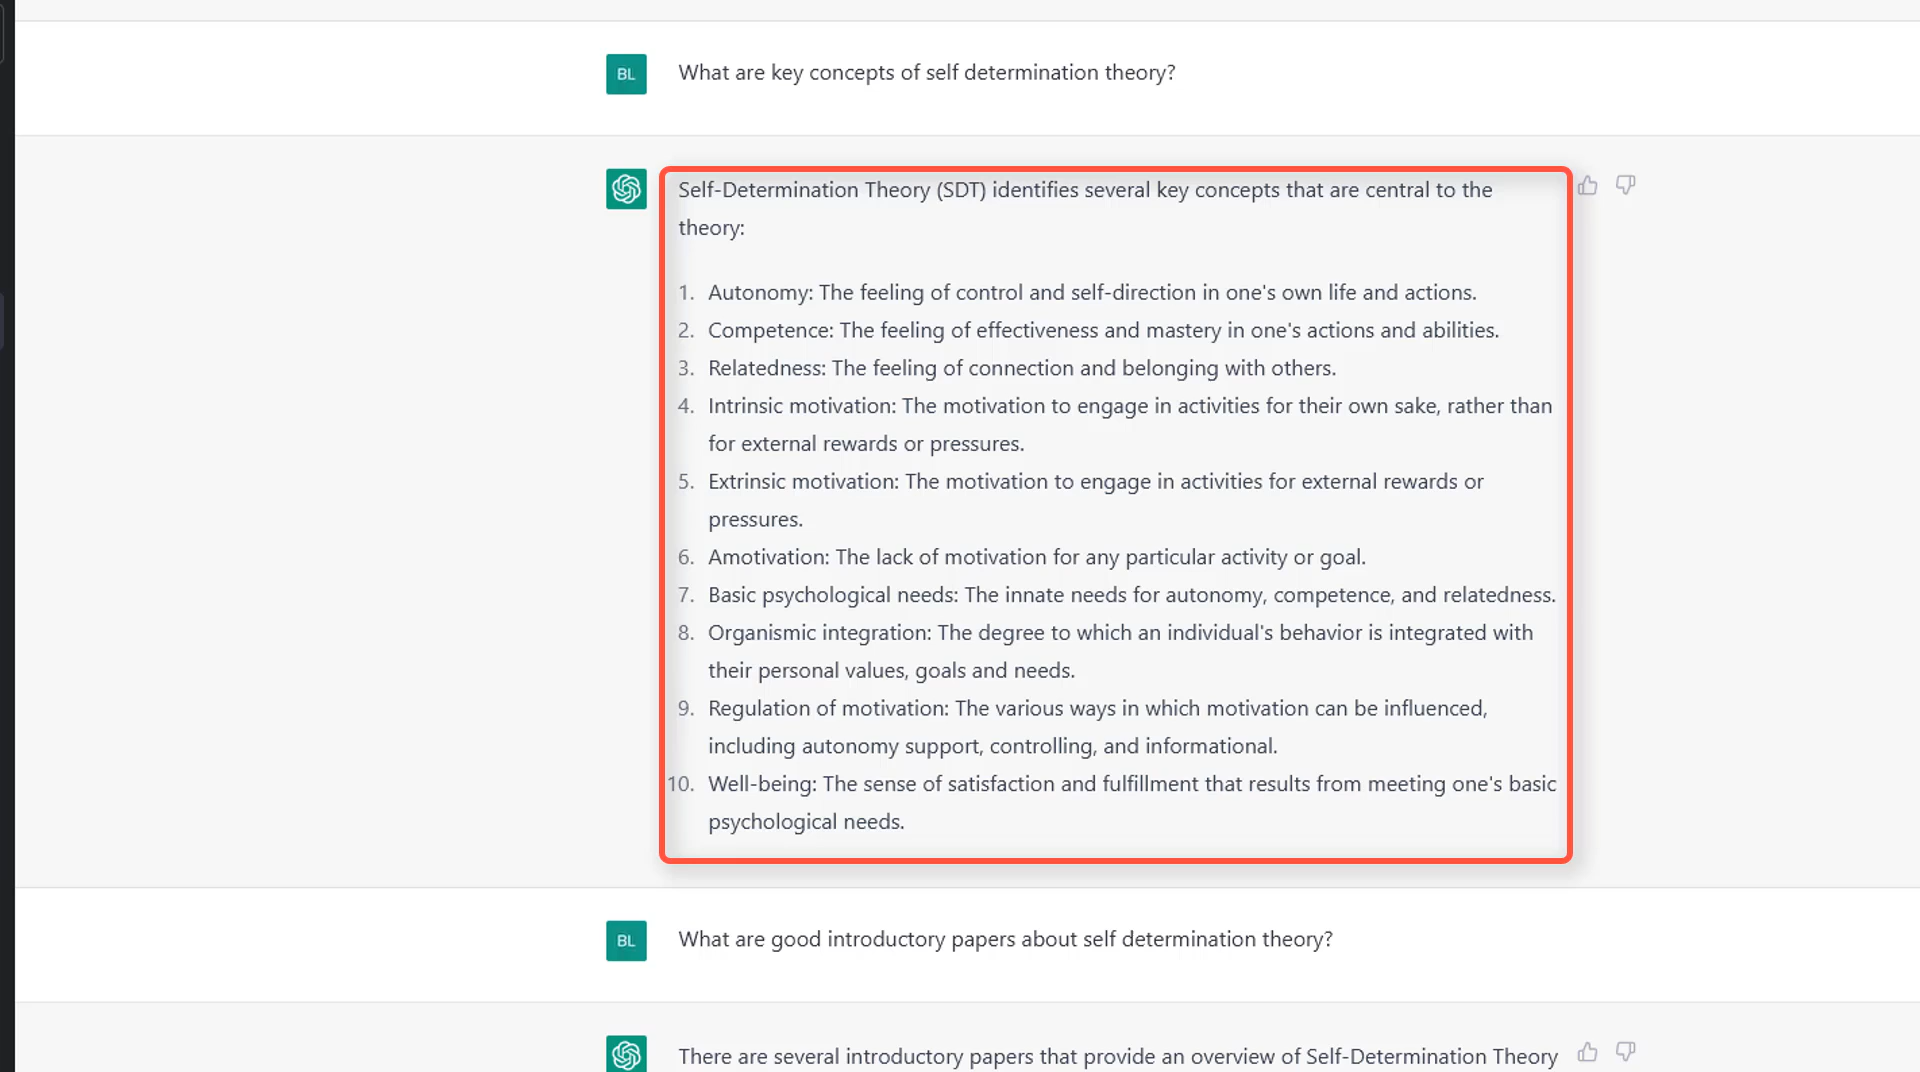 BL What are key concepts of self determination theory?
Self-Determination Theory (SDT) identifies several key concepts that are central to the
theory:
1. Autonomy: The feeling of control and self-direction in one's own life and actions.
2. Competence: The feeling of effectiveness and mastery in one's actions and abilities.
3. Relatedness: The feeling of connection and belonging with others.
4. Intrinsic motivation: The motivation to engage in activities for their own sake, rather than
for external rewards or pressures.
5. Extrinsic motivation: The motivation to engage in activities for external rewards or
pressures.
6. Amotivation: The lack of motivation for any particular activity or goal.
7. Basic psychological needs: The innate needs for autonomy, competence, and relatedness.
8. Organismic integration: The degree to which an individual's behavior is integrated with
their personal values, goals and needs.
9. Regulation of motivation: The various ways in which motivation can be influenced,
including autonomy support, controlling, and informational.
10. Well-being: The sense of satisfaction and fulfillment that results from meeting one's basic
psychological needs.
BL What are good introductory papers about self determination theory?
There are several introductory papers that provide an overview of Self-Determination Theory